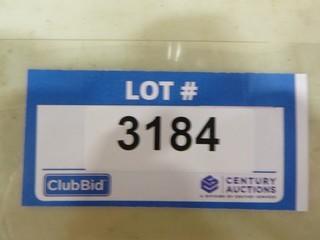 LOT #
3184
ClubBid
CENTURY
AUCTIONS